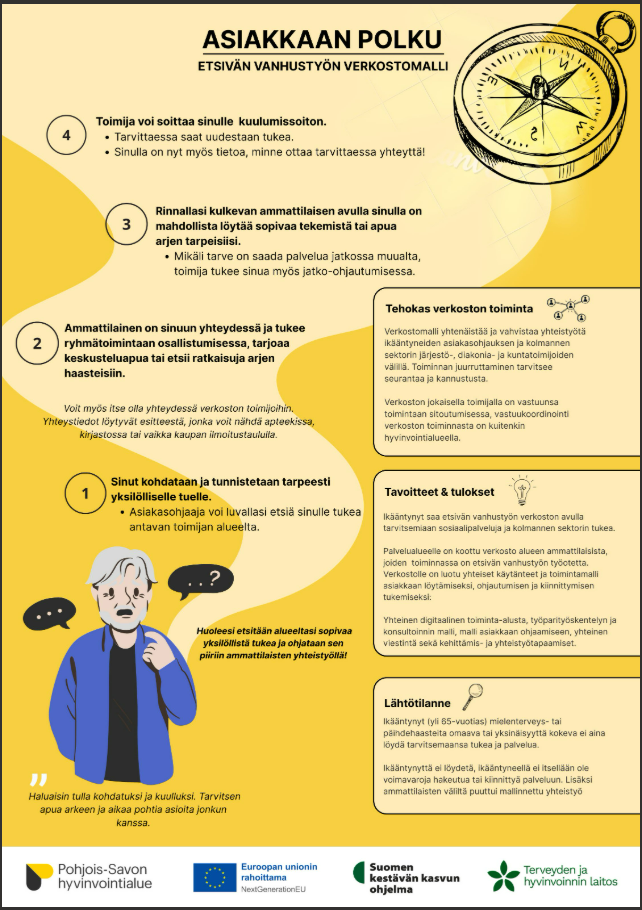 ASIAKKAAN POLKU
ETSIVÄN VANHUSTYÖN VERKOSTOMALLI
4
Toimija voi soittaa sinulle kuulumissoiton.
• Tarvittaessa saat uudestaan tukea.
• Sinulla on nyt myös tietoa, minne ottaa tarvittaessa yhteyttä!
3
Rinnallasi kulkevan ammattilaisen avulla sinulla on
mahdollista löytää sopivaa tekemistä tai apua
arjen tarpeisiisi.
• Mikäli tarve on saada palvelua jatkossa muualta,
toimija tukee sinua myös jatko-ohjautumisessa.
2
Ammattilainen on sinuun yhteydessä ja tukee
ryhmätoimintaan osallistumisessa, tarjoaa
keskusteluapua tai etsii ratkaisuja arjen
haasteisiin.
Voit myös itse olla yhteydessä verkoston toimijoihin.
Yhteystiedot löytyvät esitteestä, jonka voit nähdä apteekissa,
kirjastossa tai vaikka kaupan ilmoitustaululla.
1
Sinut kohdataan ja tunnistetaan tarpeesti
yksilölliselle tuelle.
• Asiakasohjaaja voi luvallasi etsiä sinulle tukea
antavan toimijan alueelta.
..?
...
Huoleesi etsitään alueeltasi sopivaa
yksilöllistä tukea ja ohjataan sen
piiriin ammattilaisten yhteistyöllä!
"
Haluaisin tulla kohdatuksi ja kuulluksi. Tarvitsen
apua arkeen ja aikaa pohtia asioita jonkun
kanssa.
Tehokas verkoston toiminta
Verkostomalli yhtenäistää ja vahvistaa yhteistyötä
ikääntyneiden asiakasohjauksen ja kolmannen
sektorin järjestö-, diakonia- ja kuntatoimijoiden
välillä. Toiminnan juurruttaminen tarvitsee
seurantaa ja kannustusta.
Verkoston jokaisella toimijalla on vastuunsa
toimintaan sitoutumisessa, vastuukoordinointi
verkoston toiminnasta on kuitenkin
hyvinvointialueella.
Tavoitteet & tulokset
Ikääntynyt saa etsivän vanhustyön verkoston avulla
tarvitsemiaan sosiaalipalveluja ja kolmannen sektorin tukea.
Palvelualueelle on koottu verkosto alueen ammattilaisista,
joiden toiminnassa on etsivän vanhustyön työotetta.
Verkostolle on luotu yhteiset käytänteet ja toimintamalli
asiakkaan löytämiseksi, ohjautumisen ja kiinnittymisen
tukemiseksi:
Yhteinen digitaalinen toiminta-alusta, työparityöskentelyn ja
konsultoinnin malli, malli asiakkaan ohjaamiseen, yhteinen
viestintä sekä kehittämis- ja yhteistyötapaamiset.
Lähtötilanne
Ikääntynyt (yli 65-vuotias) mielenterveys- tai
päihdehaasteita omaava tai yksinäisyyttä kokeva ei aina
löydä tarvitsemaansa tukea ja palvelua.
Ikääntynyttä ei löydetä, ikääntyneellä ei itsellään ole
voimavaroja hakeutua tai kiinnittyä palveluun. Lisäksi
ammattilaisten väliltä puuttui mallinnettu yhteistyö
Pohjois-Savon
hyvinvointialue
Euroopan unionin
rahoittama
NextGenerationEU
Suomen
kestävän kasvun
ohjelma
Terveyden ja
hyvinvoinnin laitos